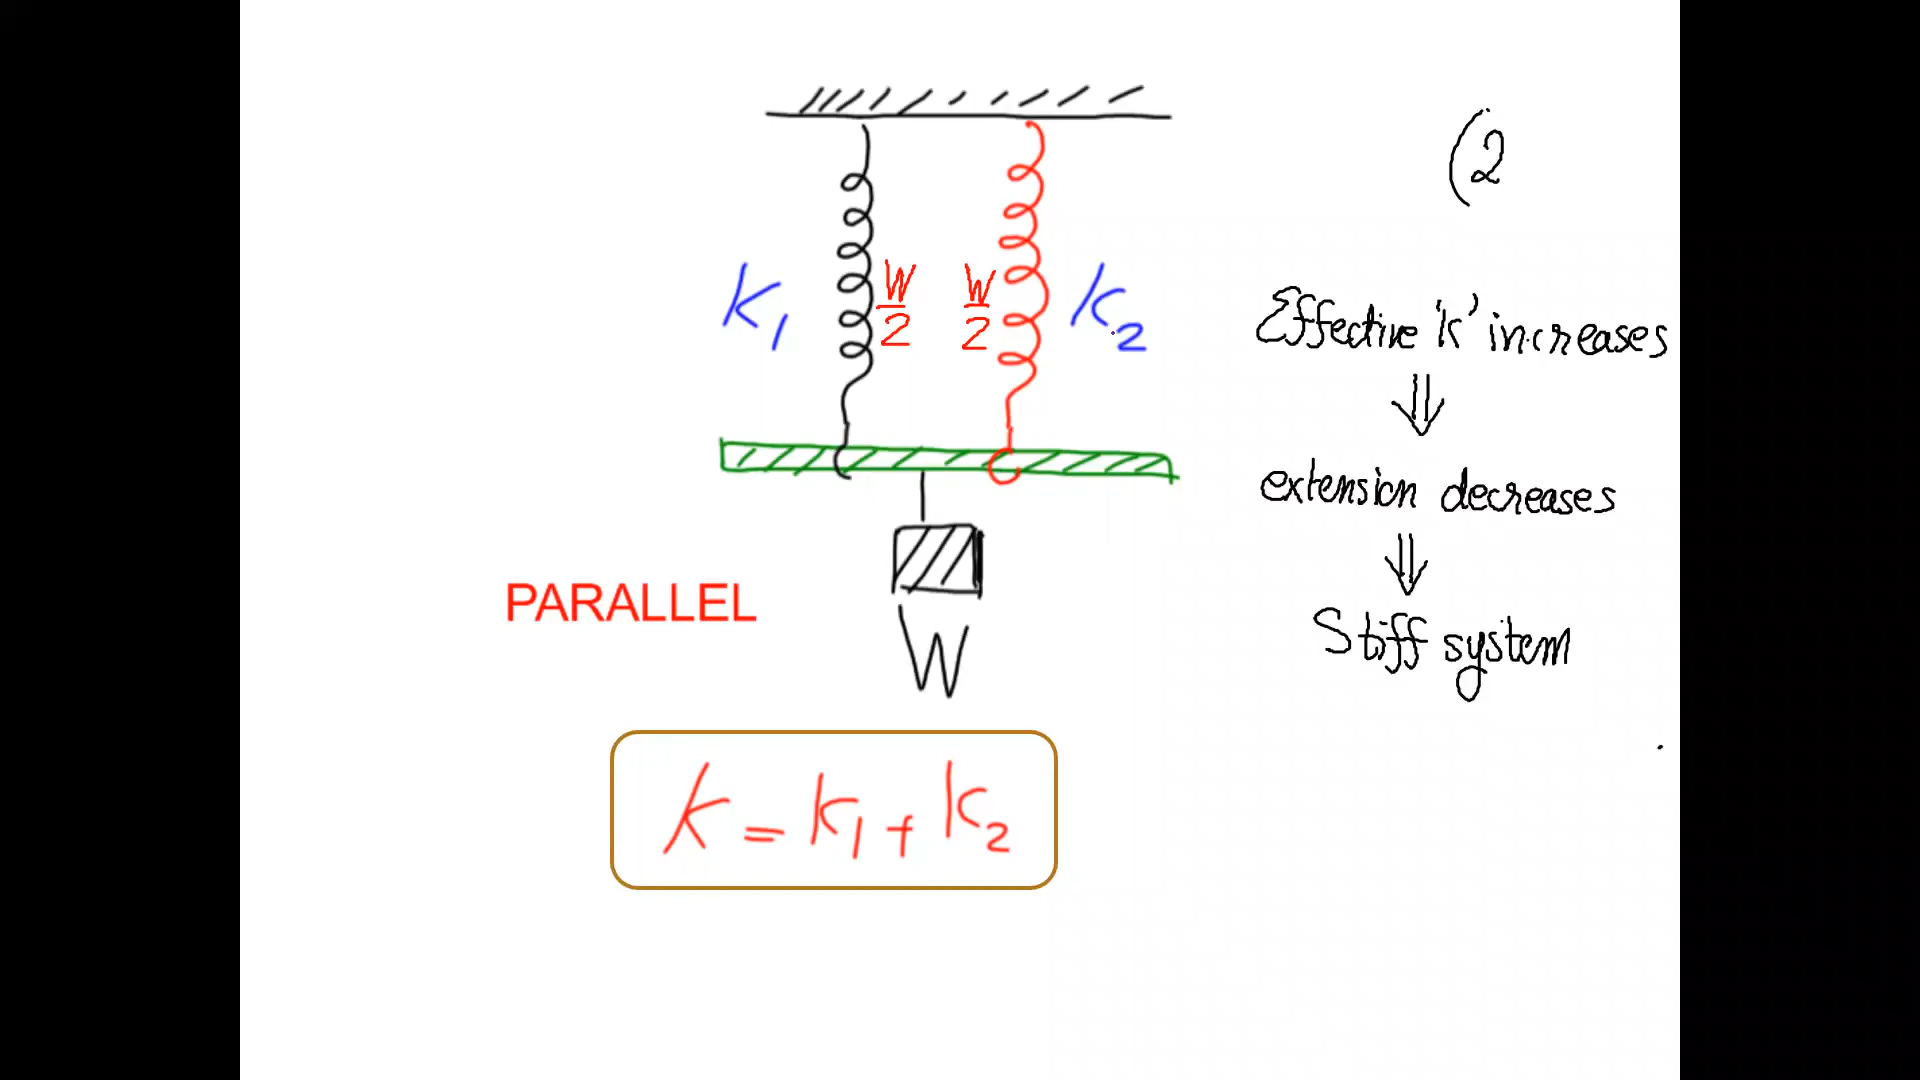 (2
K1
W/2
W/2
K2
Effective 'k' increases
⇓
extension decreases
⇓
Stiff system
PARALLEL
W
K = K1 + K2